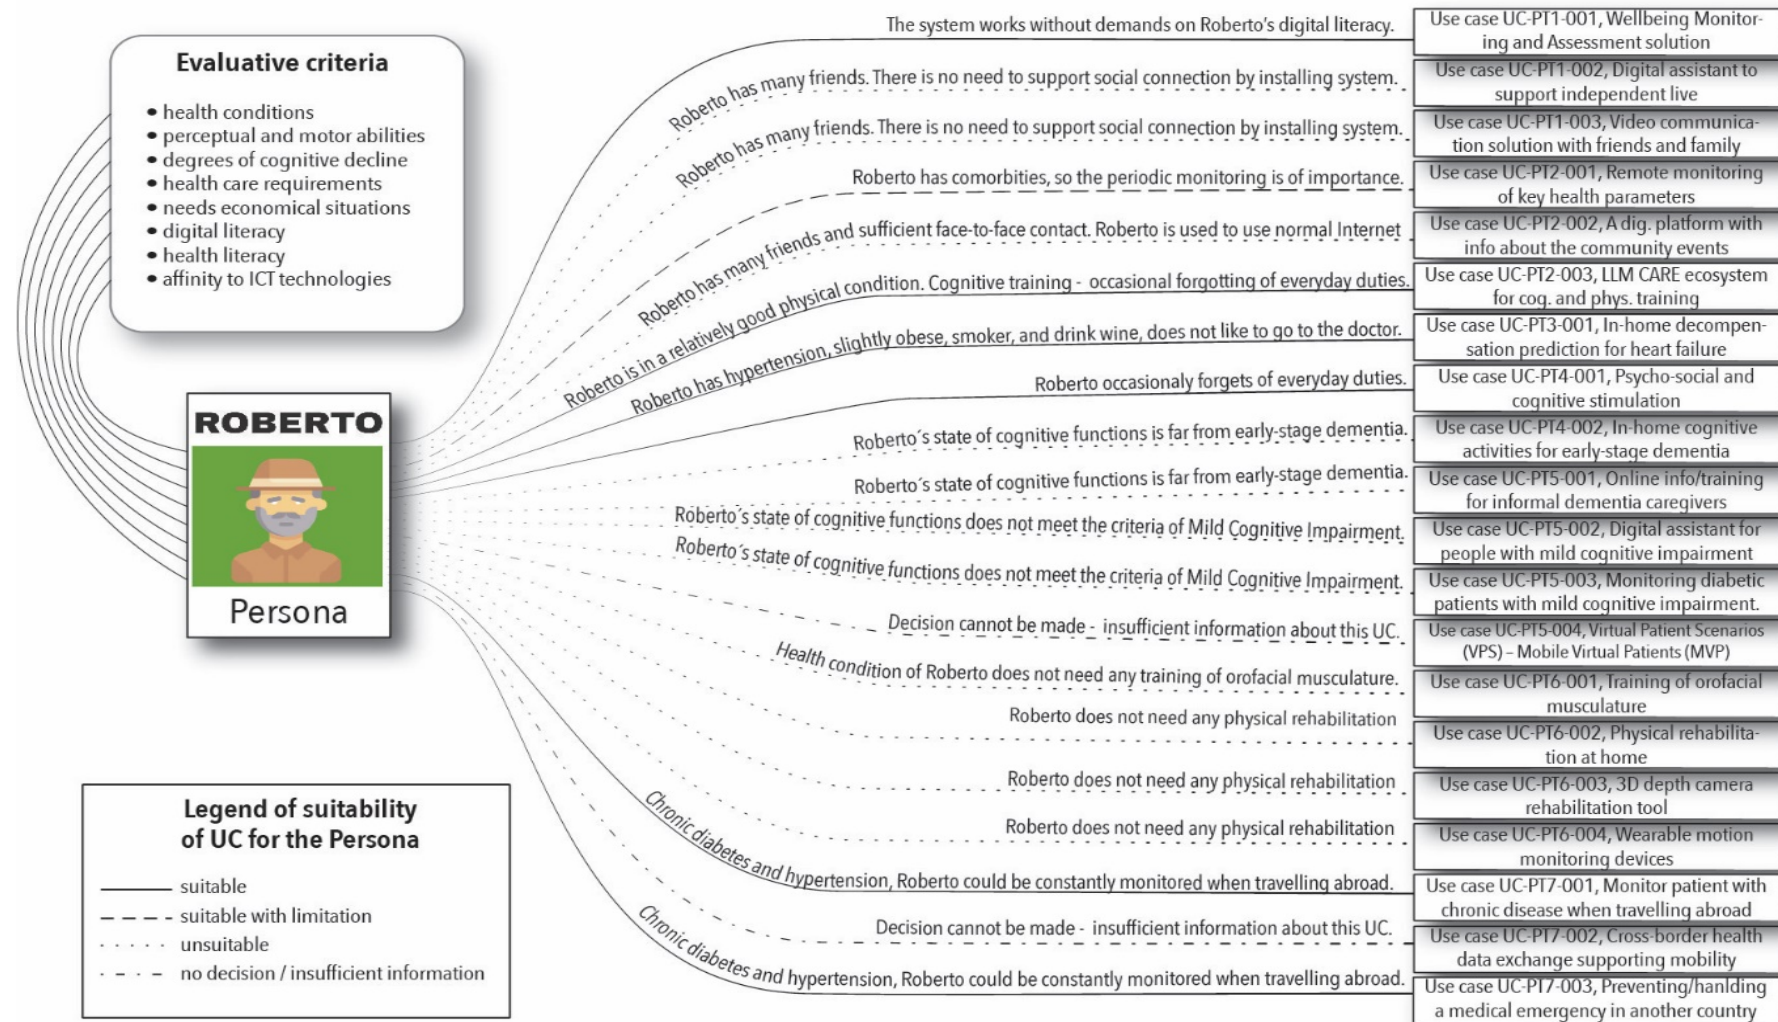 Evaluative criteria
• health conditions
• perceptual and motor abilities
• degrees of cognitive decline
• health care requirements
• needs economical situations
• digital literacy
• health literacy
• affinity to ICT technologies
ROBERTO
Persona
Legend of suitability
of UC for the Persona
suitable
suitable with limitation
unsuitable
no decision / insufficient information
The system works without demands on Roberto's digital literacy.
Use case UC-PT1-001, Wellbeing Monitor-
ing and Assessment solution
Roberto has many friends. There is no need to support social connection by installing system.
Use case UC-PT1-002, Digital assistant to
support independent live
Roberto has many friends. There is no need to support social connection by installing system.
Use case UC-PT1-003, Video communica-
tion solution with friends and family
Roberto has comorbities, so the periodic monitoring is of importance.
Use case UC-PT2-001, Remote monitoring
of key health parameters
Roberto has many friends and sufficient face-to-face contact. Roberto is used to use normal Internet
Use case UC-PT2-002, A dig. platform with
info about the community events
Roberto is in a relatively good physical condition. Cognitive training - occasional forgotting of everyday duties.
Use case UC-PT2-003, LLM CARE ecosystem
for cog. and phys. training
Roberto has hypertension, slightly obese, smoker, and drink wine, does not like to go to the doctor.
Use case UC-PT3-001, In-home decompen-
sation prediction for heart failure
Roberto occasionaly forgets of everyday duties.
Use case UC-PT4-001, Psycho-social and
cognitive stimulation
Roberto´s state of cognitive functions is far from early-stage dementia.
Use case UC-PT4-002, In-home cognitive
activities for early-stage dementia
Roberto´s state of cognitive functions is far from early-stage dementia.
Use case UC-PT5-001, Online info/training
for informal dementia caregivers
Roberto´s state of cognitive functions does not meet the criteria of Mild Cognitive Impairment.
Use case UC-PT5-002, Digital assistant for
people with mild cognitive impairment
Roberto´s state of cognitive functions does not meet the criteria of Mild Cognitive Impairment.
Use case UC-PT5-003, Monitoring diabetic
patients with mild cognitive impairment.
Decision cannot be made - insufficient information about this UC.
Use case UC-PT5-004, Virtual Patient Scenarios
(VPS) – Mobile Virtual Patients (MVP)
Health condition of Roberto does not need any training of orofacial musculature.
Use case UC-PT6-001, Training of orofacial
musculature
Roberto does not need any physical rehabilitation
Use case UC-PT6-002, Physical rehabilita-
tion at home
Roberto does not need any physical rehabilitation
Use case UC-PT6-003, 3D depth camera
rehabilitation tool
Roberto does not need any physical rehabilitation
Use case UC-PT6-004, Wearable motion
monitoring devices
Chronic diabetes and hypertension, Roberto could be constantly monitored when travelling abroad.
Use case UC-PT7-001, Monitor patient with
chronic disease when travelling abroad
Decision cannot be made - insufficient information about this UC.
Use case UC-PT7-002, Cross-border health
data exchange supporting mobility
Chronic diabetes and hypertension, Roberto could be constantly monitored when travelling abroad.
Use case UC-PT7-003, Preventing/hanlding
a medical emergency in another country